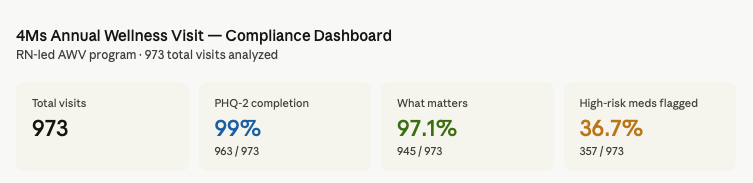 4Ms Annual Wellness Visit — Compliance Dashboard
RN-led AWV program · 973 total visits analyzed
Total visits
973
PHQ-2 completion
99%
963 / 973
What matters
97.1%
945 / 973
High-risk meds flagged
36.7%
357 / 973